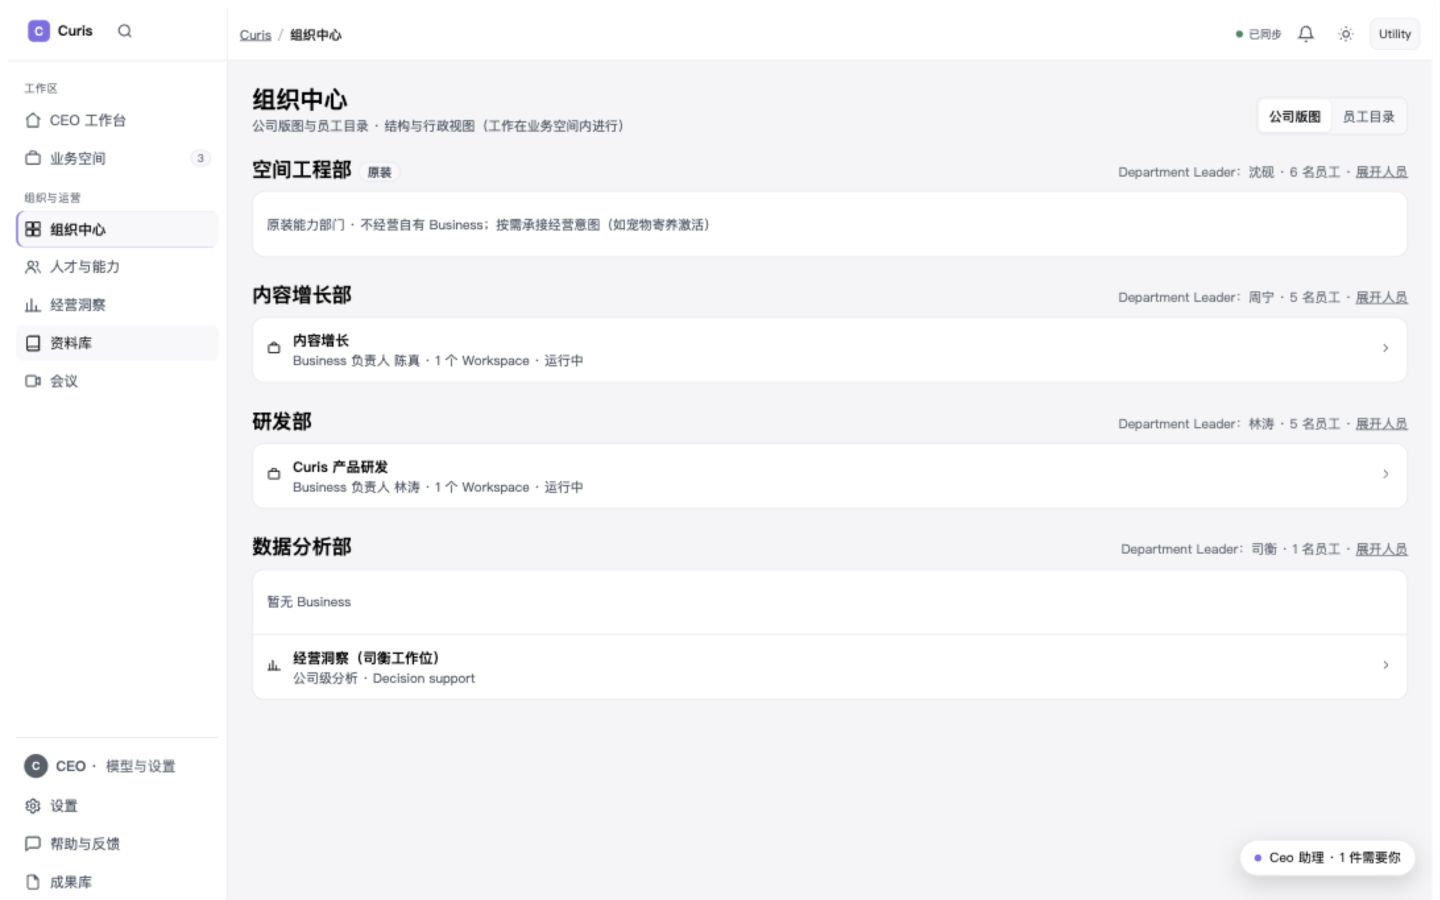 C Curis
工作区
CEO 工作台
业务空间 3
组织与运营
组织中心
人才与能力
经营洞察
资料库
会议
C CEO · 模型与设置
设置
帮助与反馈
成果库
Curis / 组织中心
已同步
Utility
组织中心
公司版图与员工目录 · 结构与行政视图（工作在业务空间内进行）
公司版图 员工目录
空间工程部 原装
Department Leader：沈砚 · 6 名员工 · 展开人员
原装能力部门 · 不经营自有 Business；按需承接经营意图（如宠物寄养激活）
内容增长部
Department Leader：周宁 · 5 名员工 · 展开人员
内容增长
Business 负责人 陈真 · 1 个 Workspace · 运行中
研发部
Department Leader：林涛 · 5 名员工 · 展开人员
Curis 产品研发
Business 负责人 林涛 · 1 个 Workspace · 运行中
数据分析部
Department Leader：司衡 · 1 名员工 · 展开人员
暂无 Business
经营洞察（司衡工作位）
公司级分析 · Decision support
Ceo 助理 · 1 件需要你